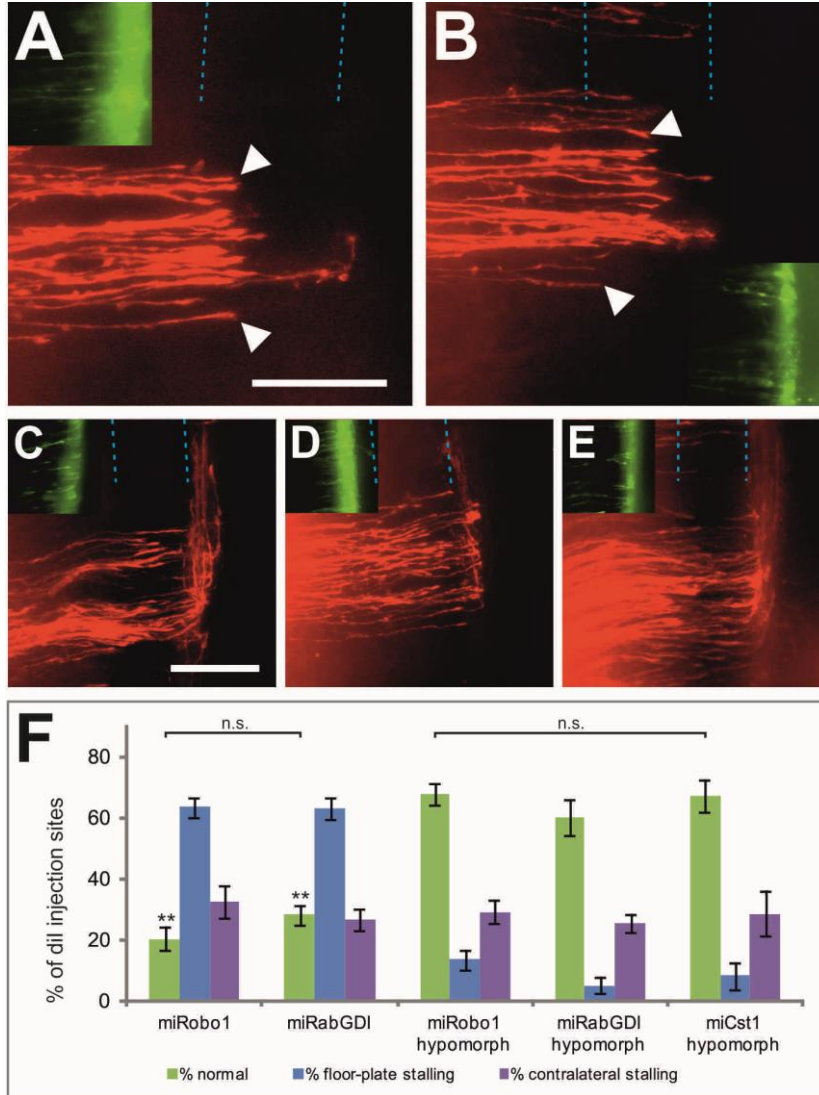 A
B
C
D
E
F
n.s.
n.s.
% of diI injection sites
80
60
40
20
0
**
**
miRobo1
miRabGDI
miRobo1 hypomorph
miRabGDI hypomorph
miCst1 hypomorph
% normal
% floor-plate stalling
% contralateral stalling